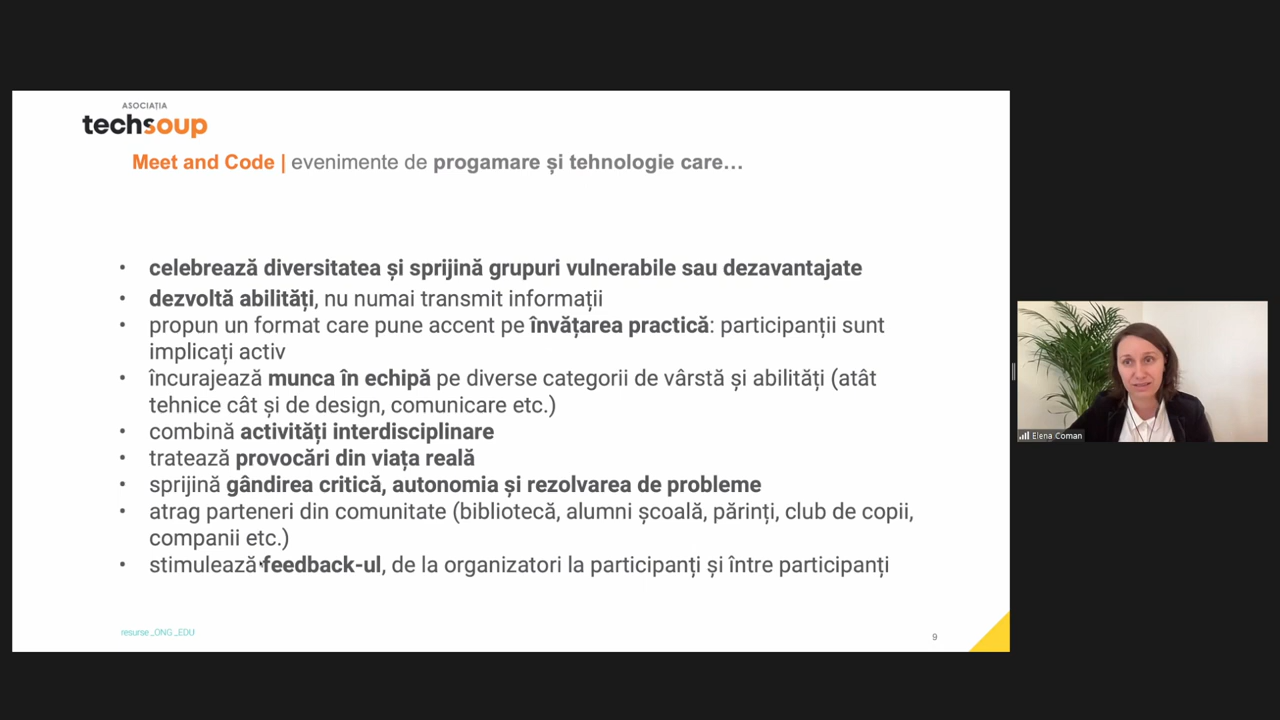 ASOCIAȚIA
techsoup
Meet and Code | evenimente de progamare și tehnologie care...
• celebrează diversitatea și sprijină grupuri vulnerabile sau dezavantajate
• dezvoltă abilități, nu numai transmit informații
• propun un format care pune accent pe învățarea practică: participanții sunt
implicați activ
• încurajează munca în echipă pe diverse categorii de vârstă și abilități (atât
tehnice cât și de design, comunicare etc.)
• combină activități interdisciplinare
• tratează provocări din viața reală
• sprijină gândirea critică, autonomia și rezolvarea de probleme
• atrag parteneri din comunitate (bibliotecă, alumni școală, părinți, club de copii,
companii etc.)
• stimulează feedback-ul, de la organizatori la participanți și între participanți
resurse_ONG_EDU
9
Elena Coman